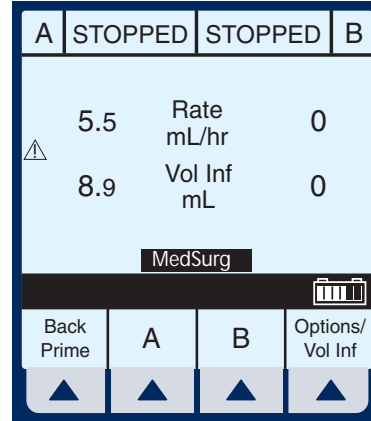 A STOPPED STOPPED B
5.5 Rate 0
mL/hr
8.9 Vol Inf 0
mL
MedSurg
Back Prime A B Options/ Vol Inf